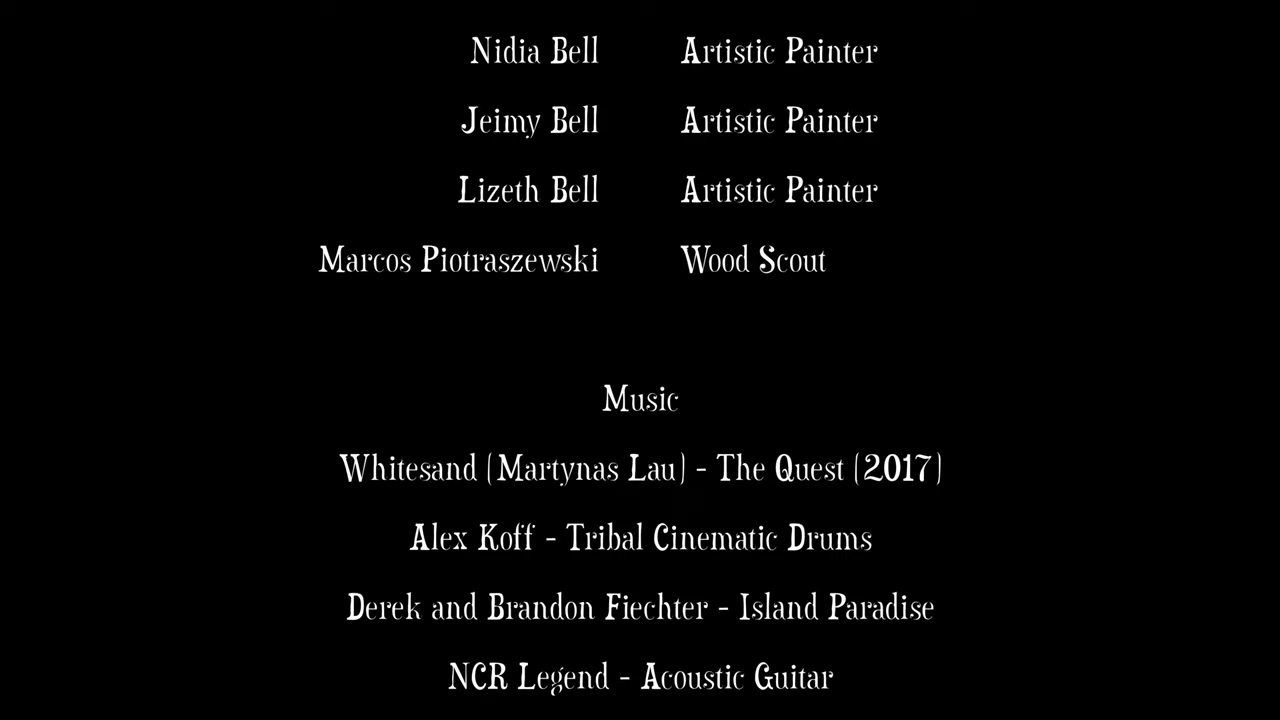 Nidia Bell Artistic Painter
Jeimy Bell Artistic Painter
Lizeth Bell Artistic Painter
Marcos Piotraszewski Wood Scout
Music
Whitesand (Martynas Lau) - The Quest (2017)
Alex Koff - Tribal Cinematic Drums
Derek and Brandon Fiechter - Island Paradise
NCR Legend - Acoustic Guitar